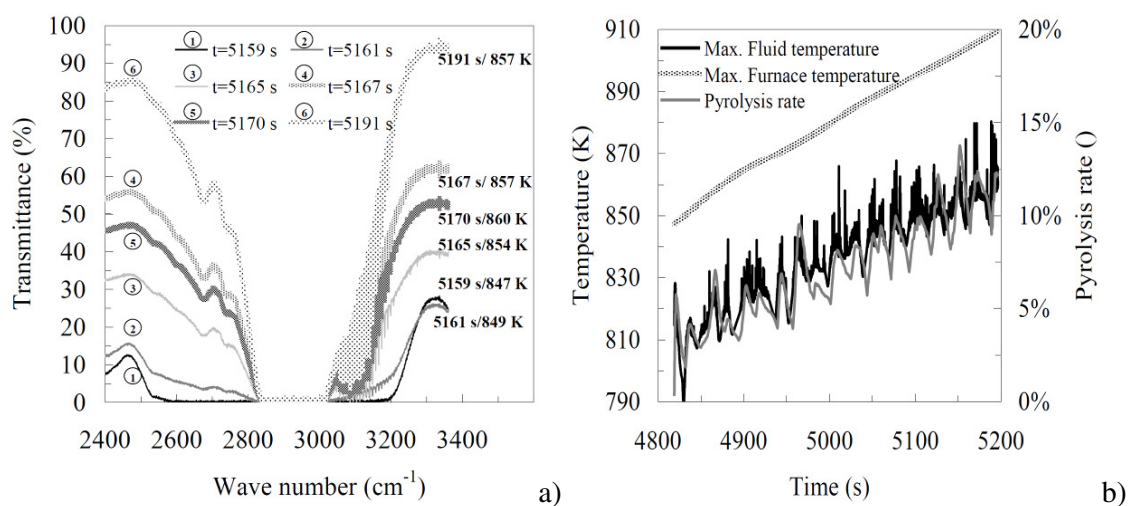 100
90
80
70
60
50
40
30
20
10
0
Transmittance (%)
1 t=5159 s 2 t=5161 s
3 t=5165 s 4 t=5167 s
5 t=5170 s 6 t=5191 s
6
4
5
3
2
1
5191 s/ 857 K
5167 s/ 857 K
5170 s/860 K
5165 s/854 K
5159 s/847 K
5161 s/849 K
2400 2600 2800 3000 3200 3400
Wave number (cm⁻¹)
a)
910
890
870
850
830
810
790
Temperature (K)
Max. Fluid temperature
Max. Furnace temperature
Pyrolysis rate
20%
15%
10%
5%
0%
Pyrolysis rate ()
4800 4900 5000 5100 5200
Time (s)
b)